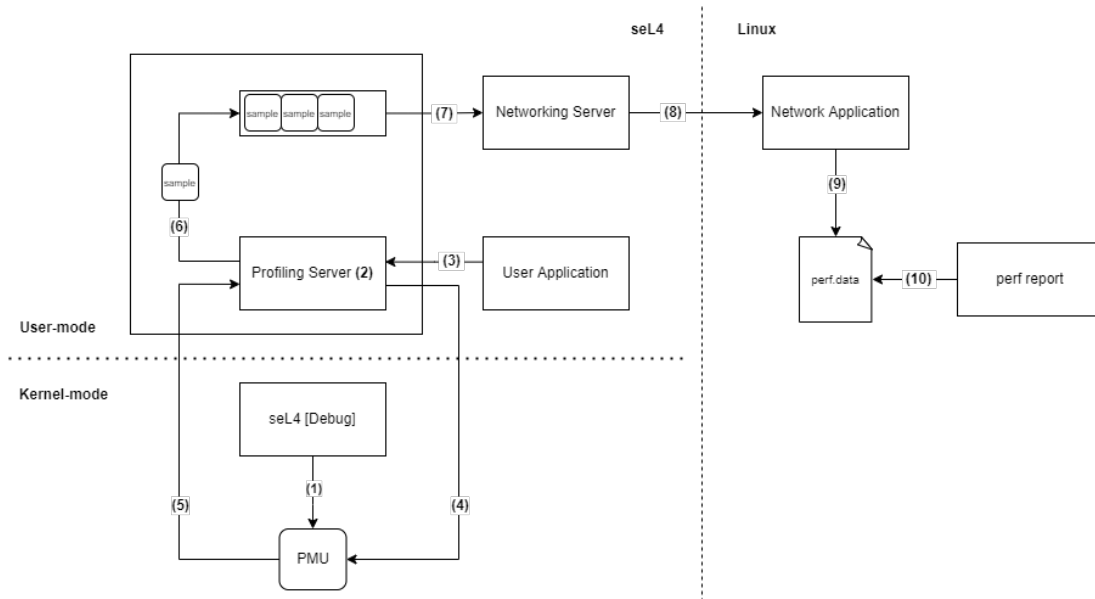 seL4
Linux
sample sample sample
(7)
Networking Server
(8)
Network Application
sample
(9)
(6)
Profiling Server (2)
(3)
User Application
perf.data
(10)
perf report
User-mode
Kernel-mode
seL4 [Debug]
(1)
(5)
(4)
PMU